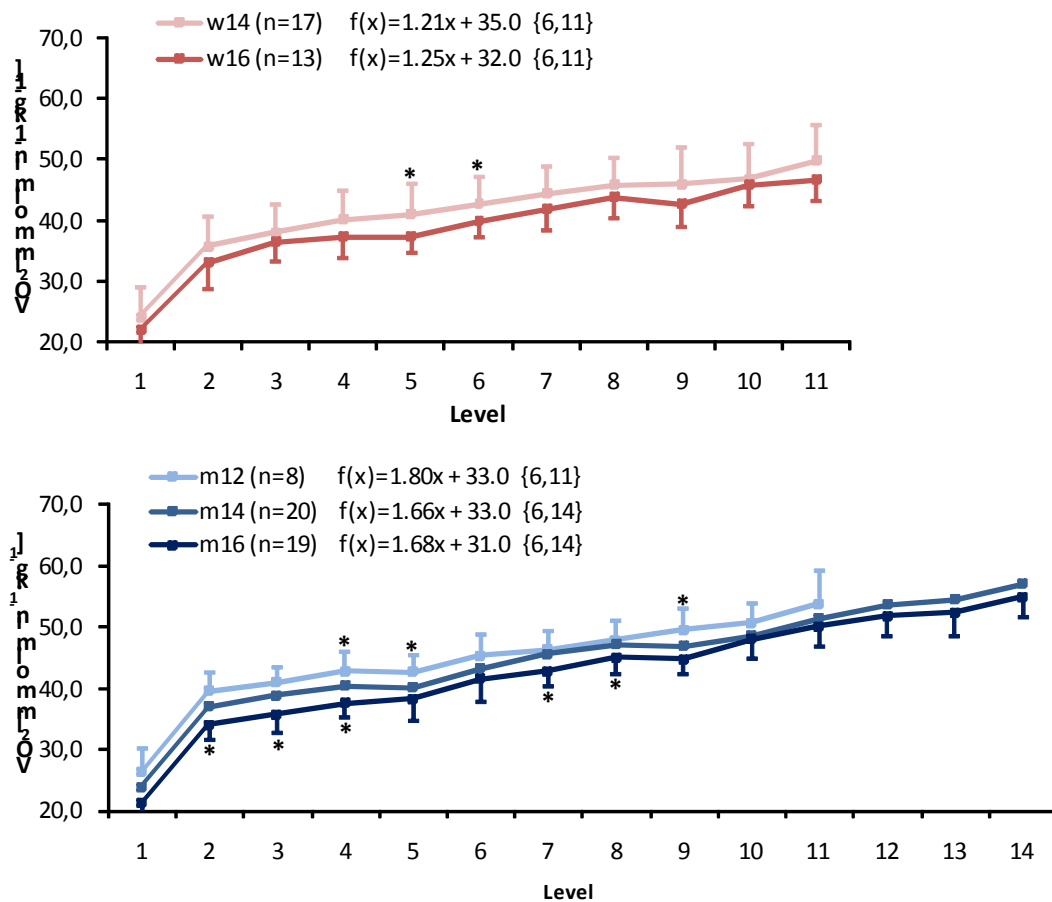 w14 (n=17) f(x)=1.21x + 35.0 {6,11}
w16 (n=13) f(x)=1.25x + 32.0 {6,11}
70,0
60,0
50,0
40,0
30,0
20,0
* *
1 2 3 4 5 6 7 8 9 10 11
Level
m12 (n=8) f(x)=1.80x + 33.0 {6,11}
m14 (n=20) f(x)=1.66x + 33.0 {6,14}
m16 (n=19) f(x)=1.68x + 31.0 {6,14}
70,0
60,0
50,0
40,0
30,0
20,0
* * *
* * * * *
1 2 3 4 5 6 7 8 9 10 11 12 13 14
Level